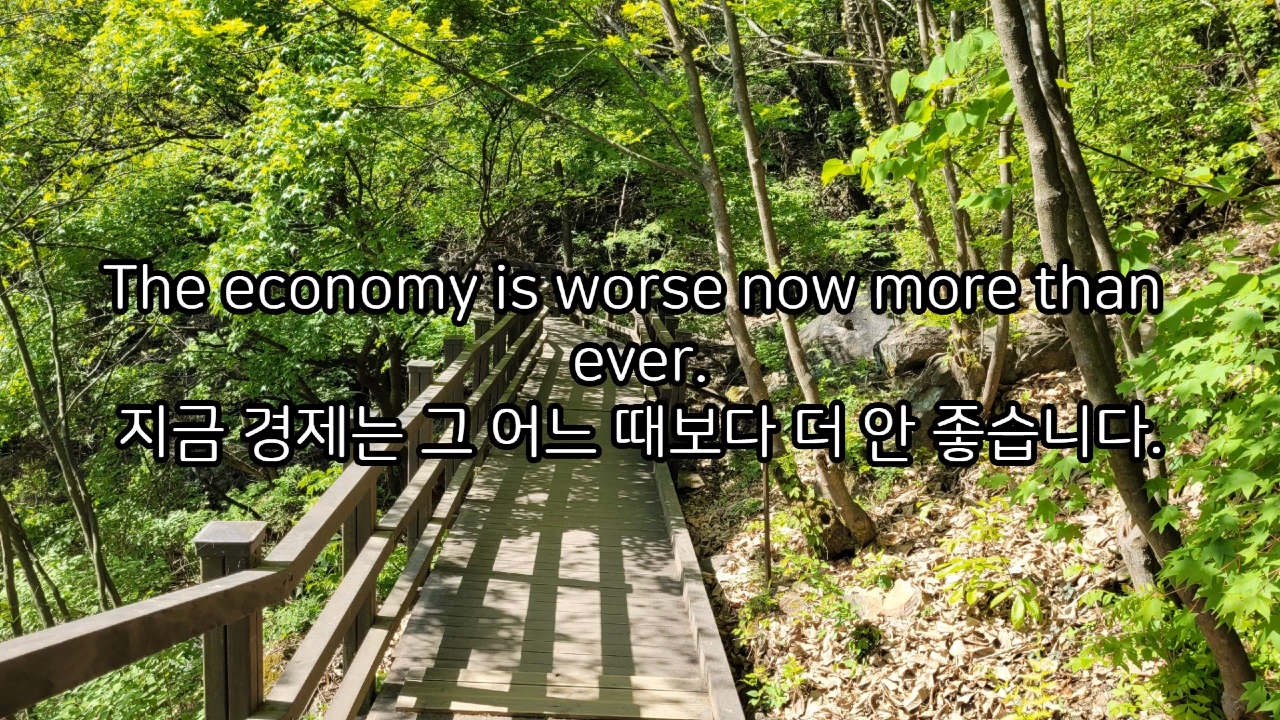 The economy is worse now more than
ever.
지금 경제는 그 어느 때보다 더 안 좋습니다.